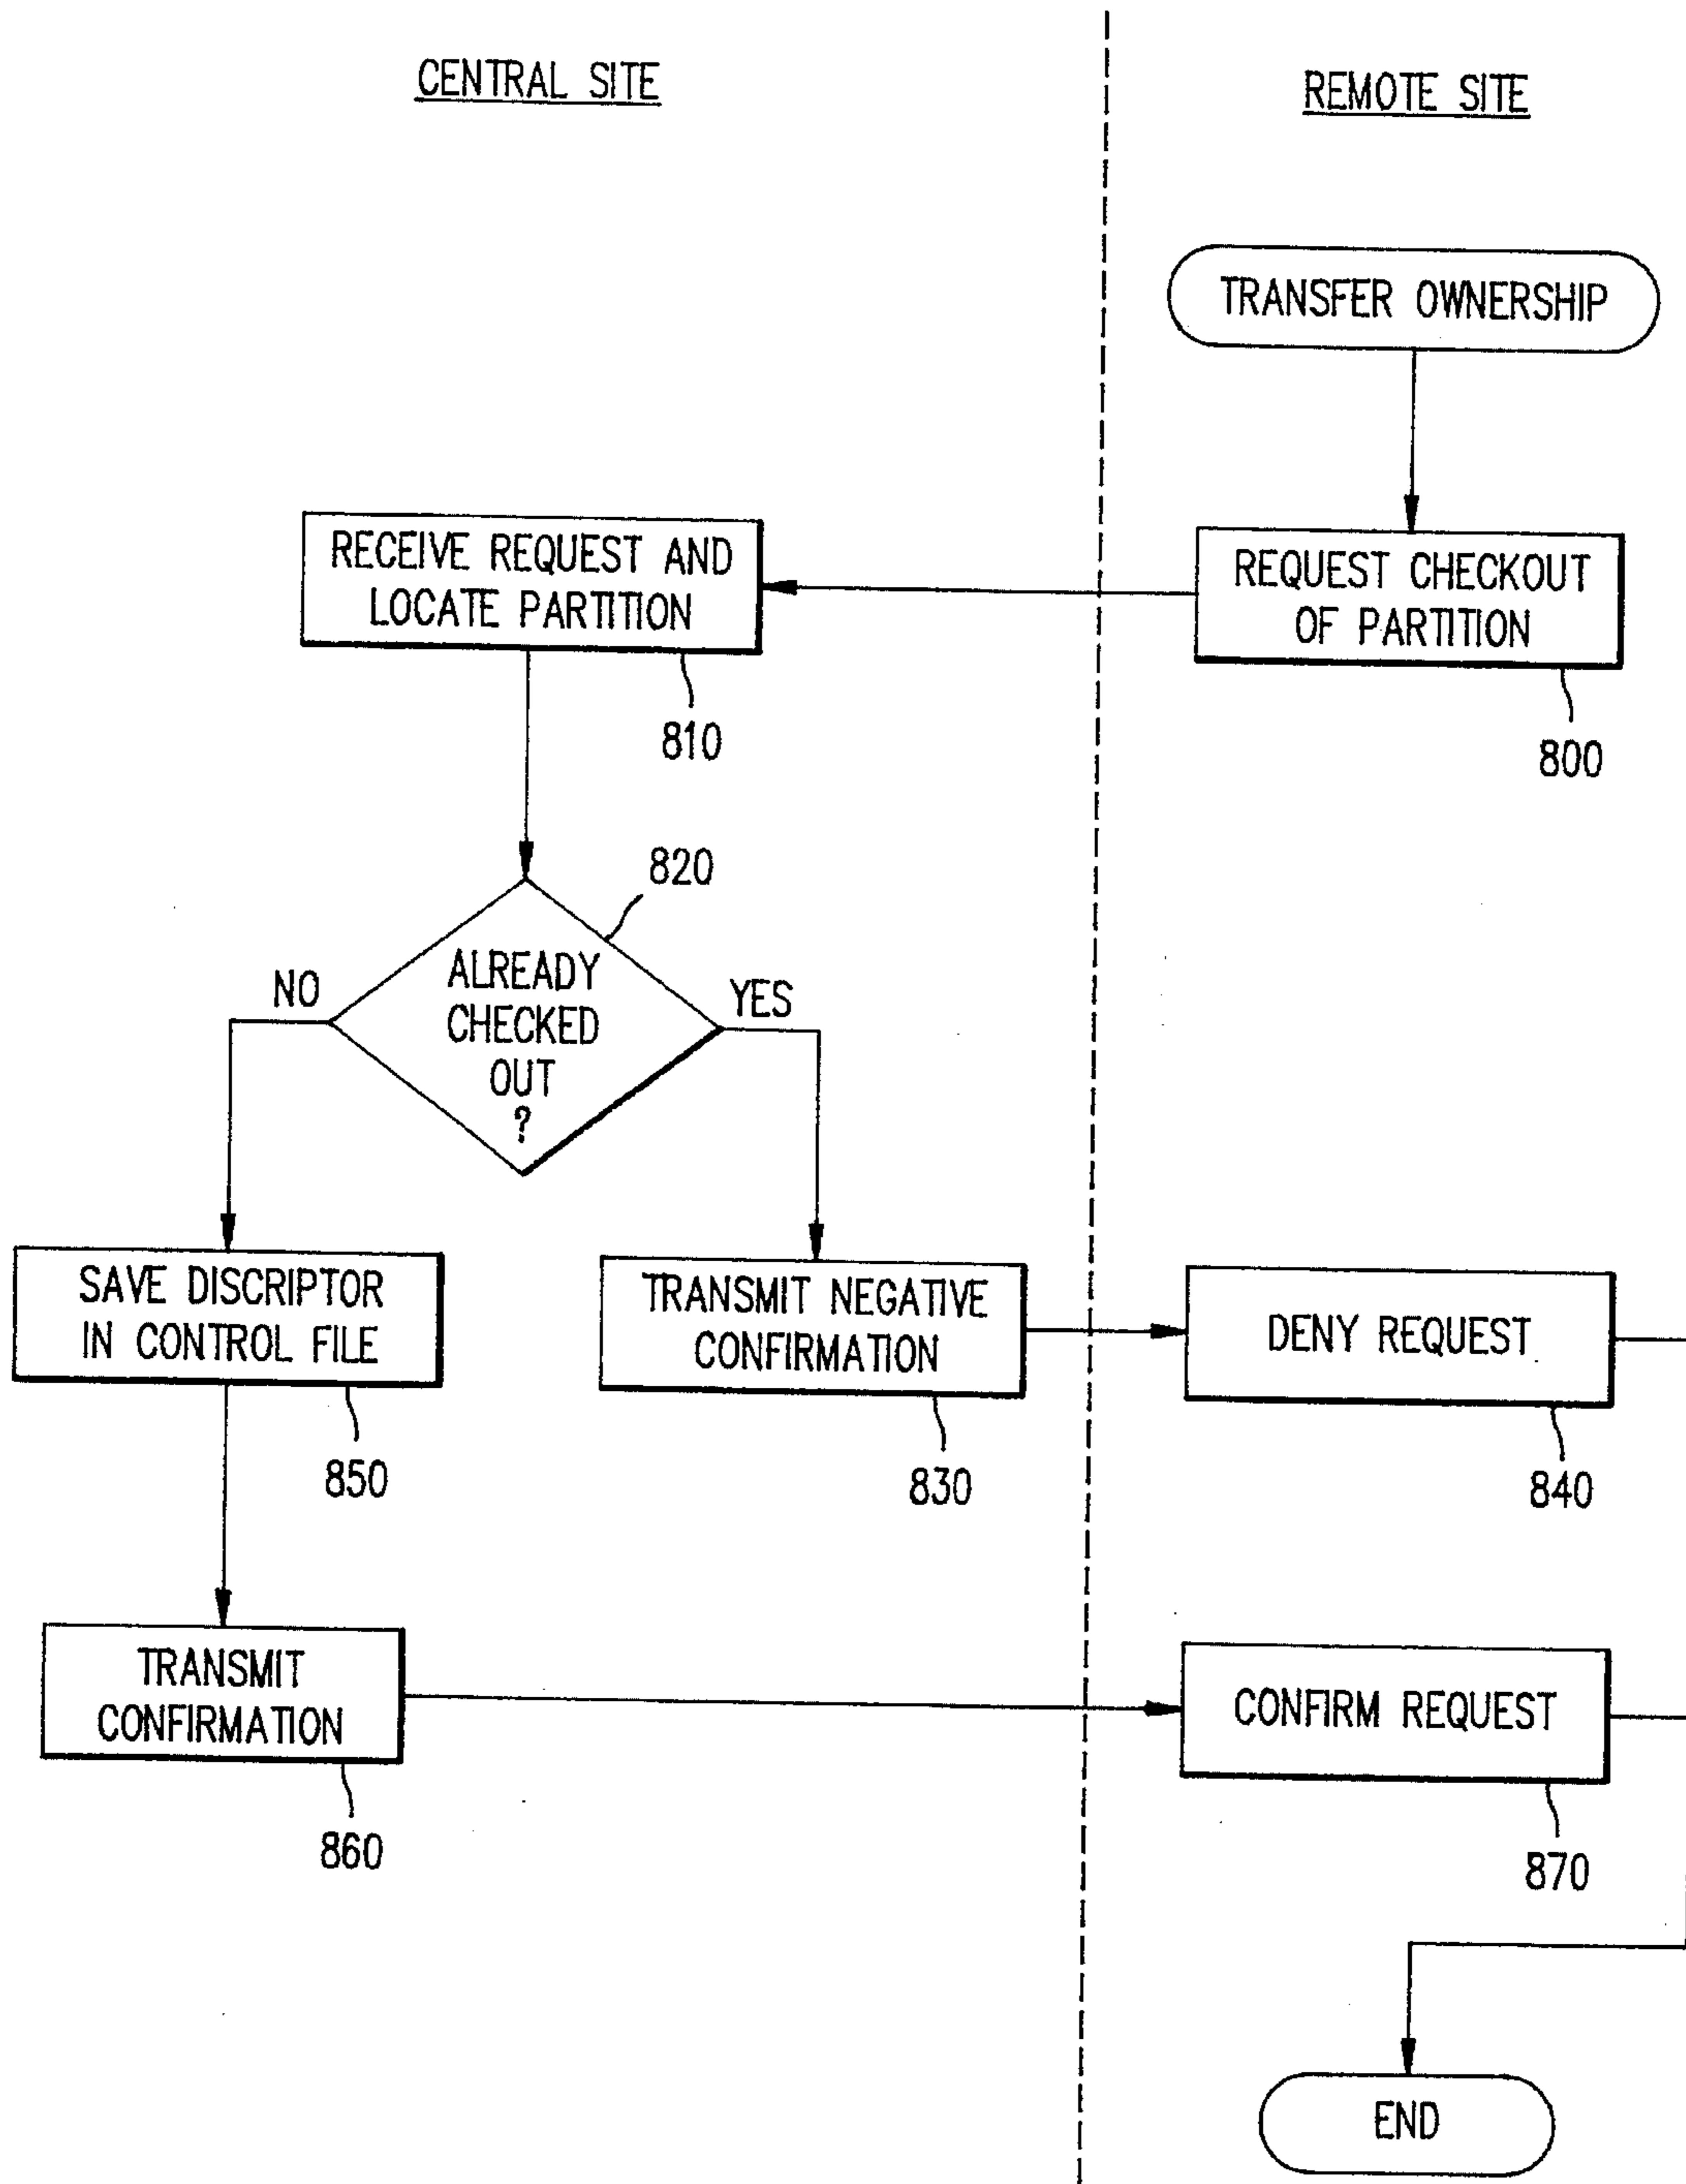 CENTRAL SITE
REMOTE SITE
TRANSFER OWNERSHIP
RECEIVE REQUEST AND
LOCATE PARTITION
810
REQUEST CHECKOUT
OF PARTITION
800
820
ALREADY
CHECKED
OUT
?
NO
YES
SAVE DISCRIPTOR
IN CONTROL FILE
850
TRANSMIT NEGATIVE
CONFIRMATION
830
DENY REQUEST
840
TRANSMIT
CONFIRMATION
860
CONFIRM REQUEST
870
END